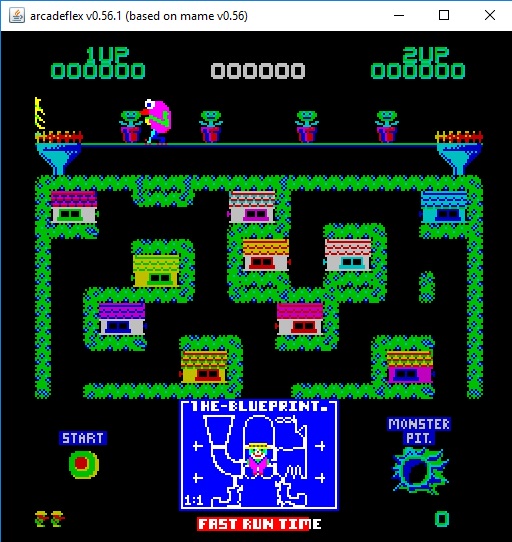 arcadeflex v0.56.1 (based on mame v0.56)
1UP 2UP
000000 000000 000000
THE-BLUEPRINT.
START
MONSTER
PIT.
1:1
FAST RUN TIME
0